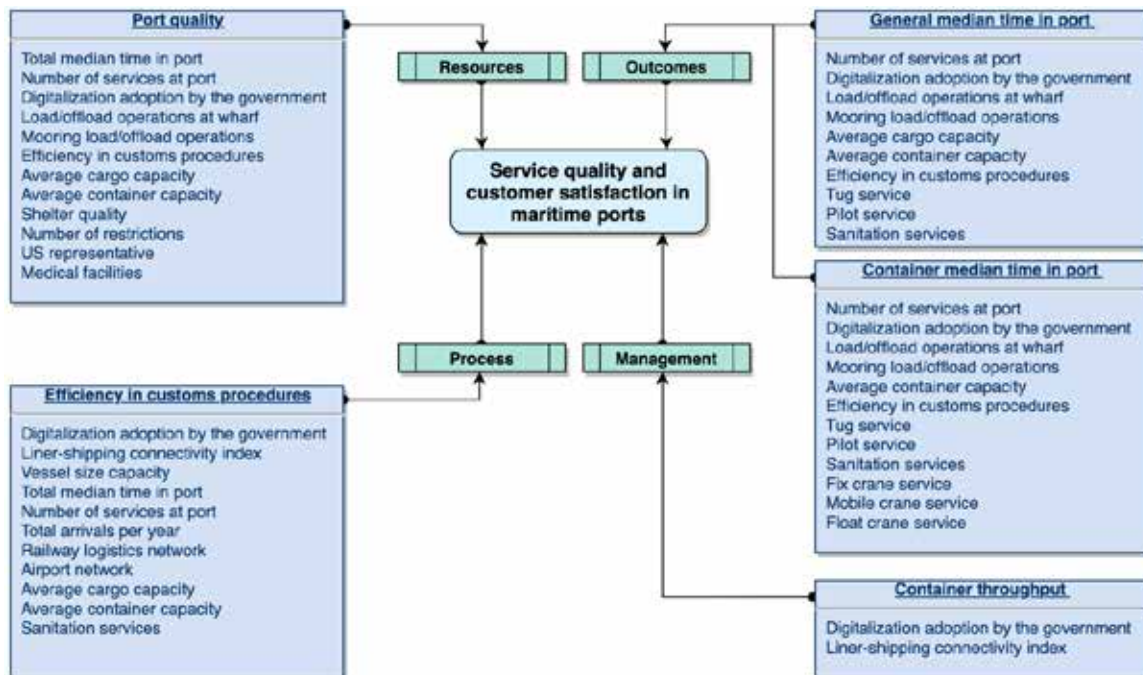 Port quality
Total median time in port
Number of services at port
Digitalization adoption by the government
Load/offload operations at wharf
Mooring load/offload operations
Efficiency in customs procedures
Average cargo capacity
Average container capacity
Shelter quality
Number of restrictions
US representative
Medical facilities
Resources
Outcomes
Service quality and
customer satisfaction in
maritime ports
Process
Management
General median time in port
Number of services at port
Digitalization adoption by the government
Load/offload operations at wharf
Mooring load/offload operations
Average cargo capacity
Average container capacity
Efficiency in customs procedures
Tug service
Pilot service
Sanitation services
Container median time in port
Number of services at port
Digitalization adoption by the government
Load/offload operations at wharf
Mooring load/offload operations
Average container capacity
Efficiency in customs procedures
Tug service
Pilot service
Sanitation services
Fix crane service
Mobile crane service
Float crane service
Efficiency in customs procedures
Digitalization adoption by the government
Liner-shipping connectivity index
Vessel size capacity
Total median time in port
Number of services at port
Total arrivals per year
Railway logistics network
Airport network
Average cargo capacity
Average container capacity
Sanitation services
Container throughput
Digitalization adoption by the government
Liner-shipping connectivity index